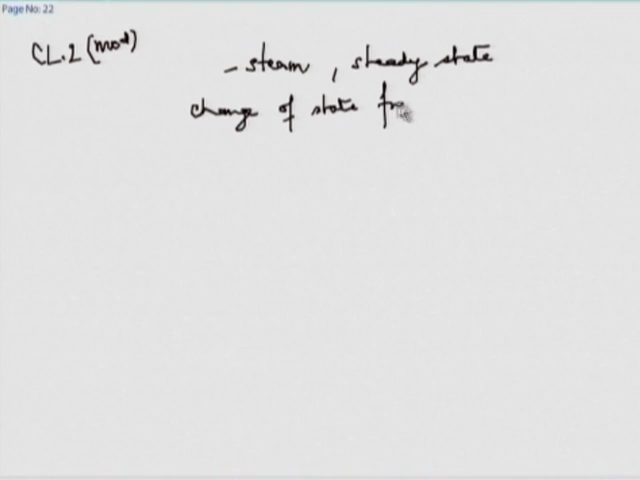 Page No: 22
CL.2 (mod)
- steam , steady state
change of state fr